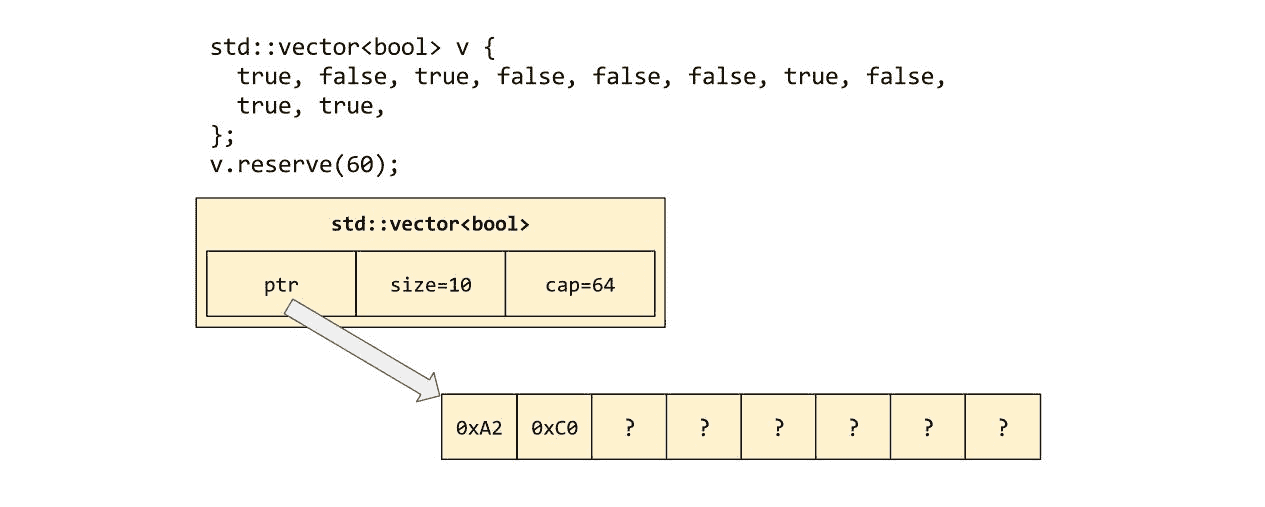 std::vector<bool> v {
  true, false, true, false, false, false, true, false,
  true, true,
};
v.reserve(60);
std::vector<bool>
ptr size=10 cap=64
0xA2 0xC0 ? ? ? ? ? ?